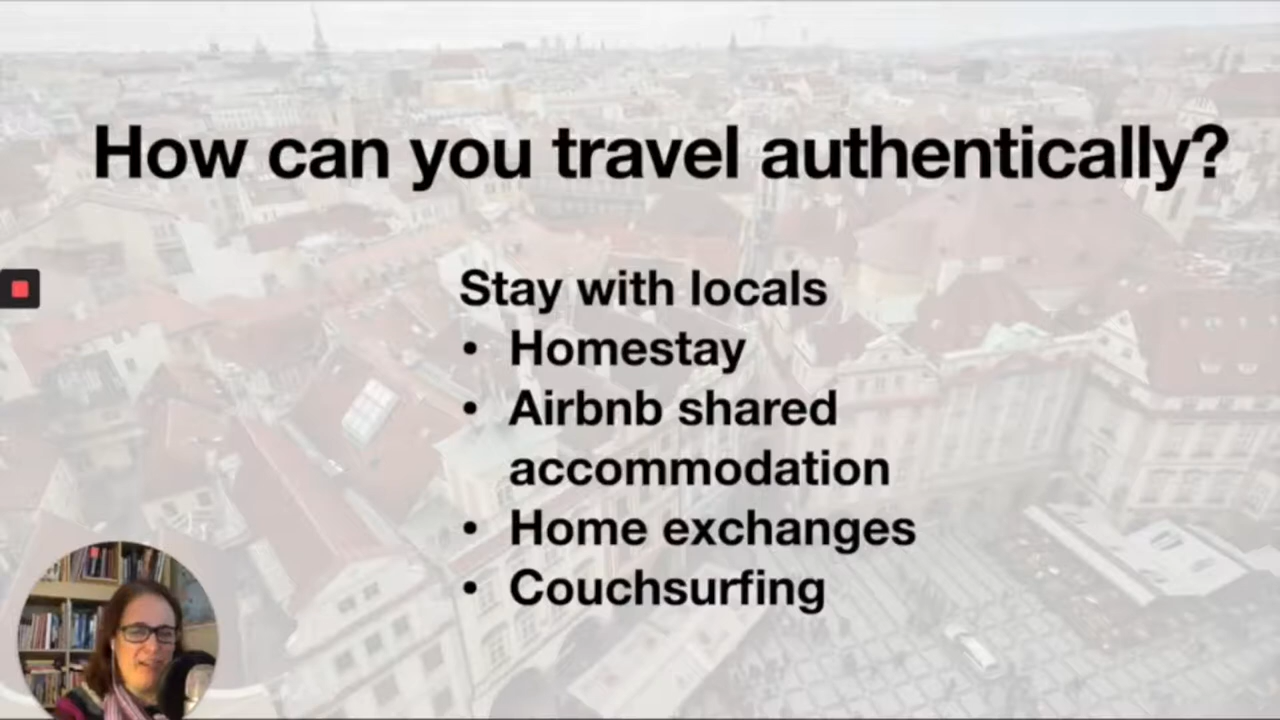 How can you travel authentically?
Stay with locals
• Homestay
• Airbnb shared
accommodation
• Home exchanges
• Couchsurfing